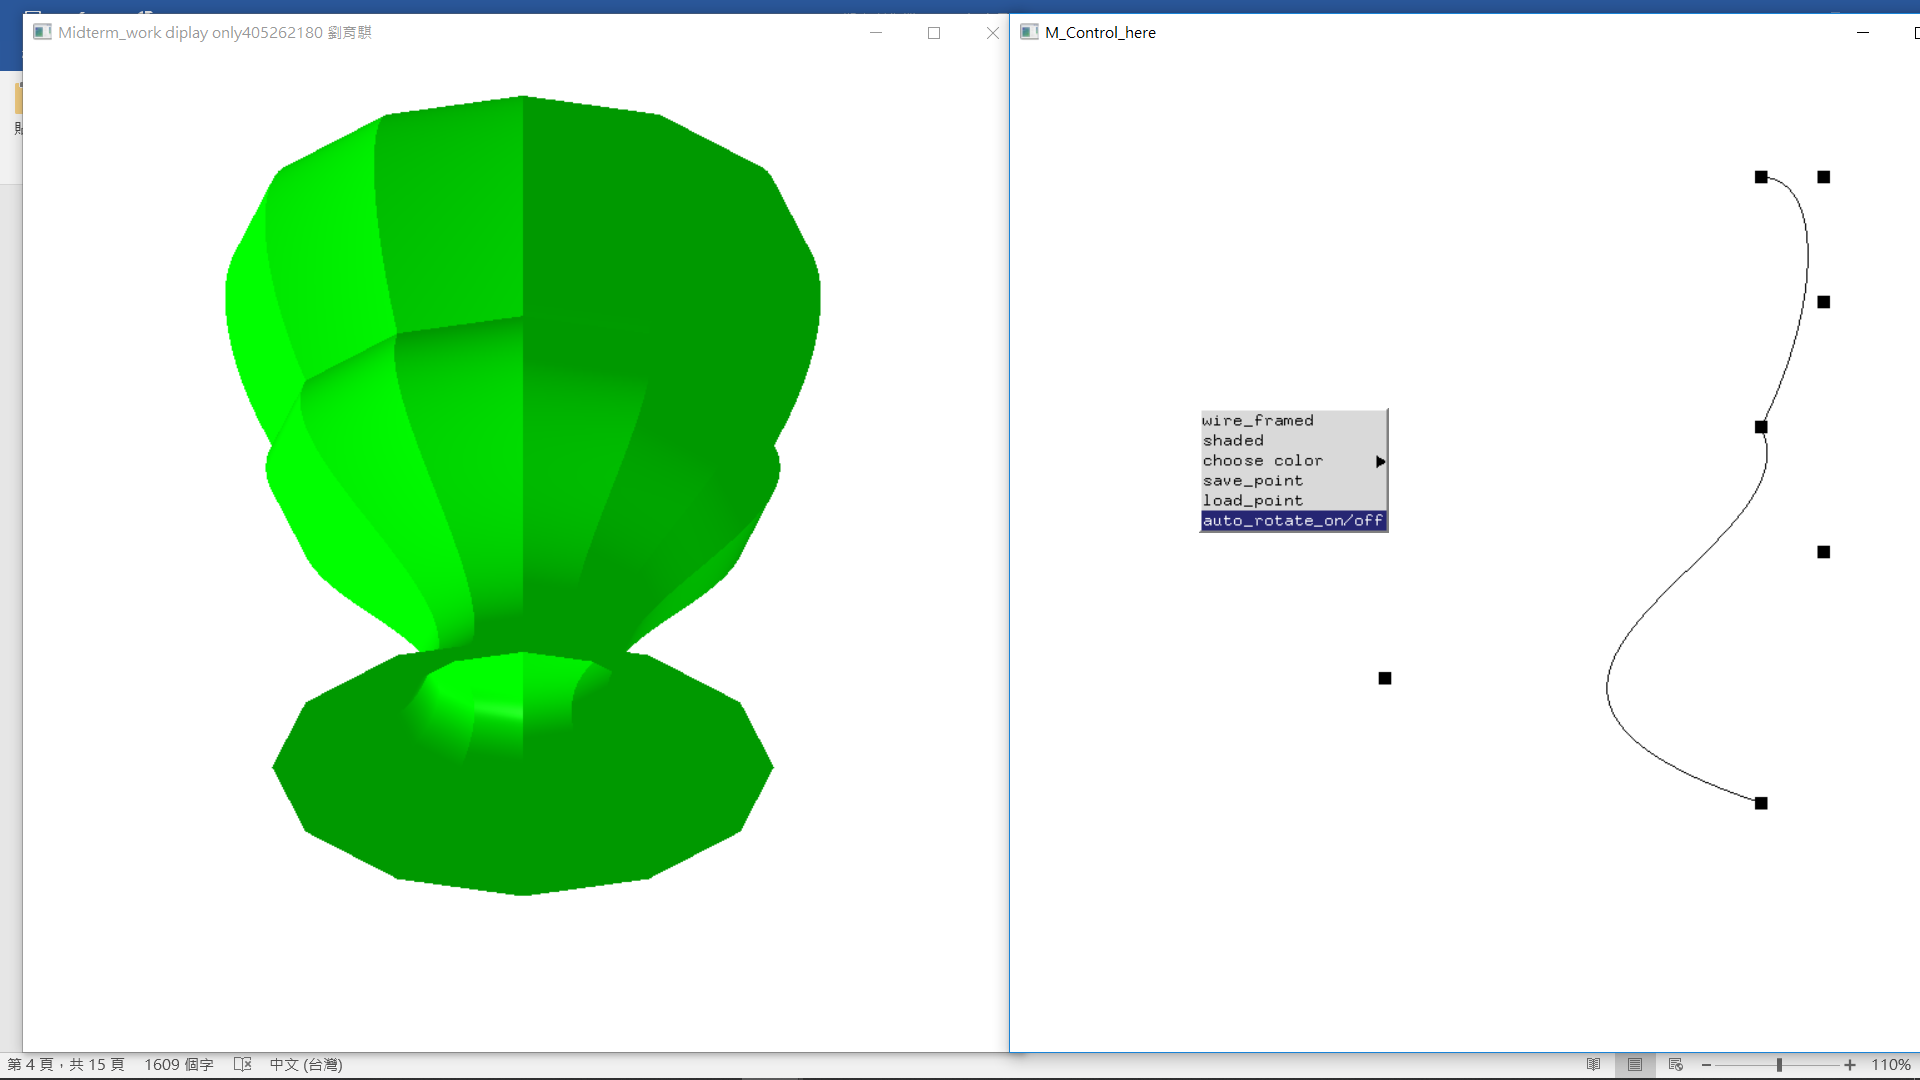 Midterm_work diplay only405262180 劉育騏
M_Control_here
wire_framed
shaded
choose color
save_point
load_point
auto_rotate_on/off
第 4 頁，共 15 頁 1609 個字 中文 (台灣) 110%